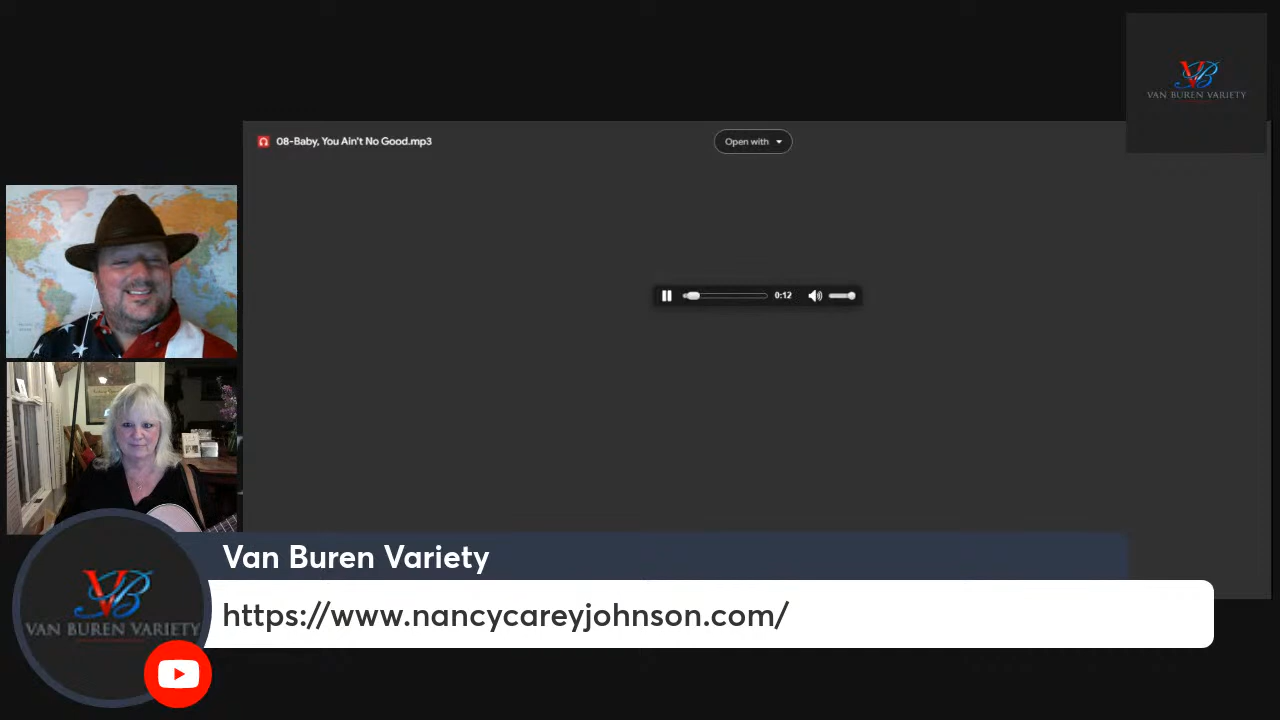 VB
VAN BUREN VARIETY
08-Baby, You Ain't No Good.mp3
Open with
0:12
Van Buren Variety
https://www.nancycareyjohnson.com/
VB
VAN BUREN VARIETY